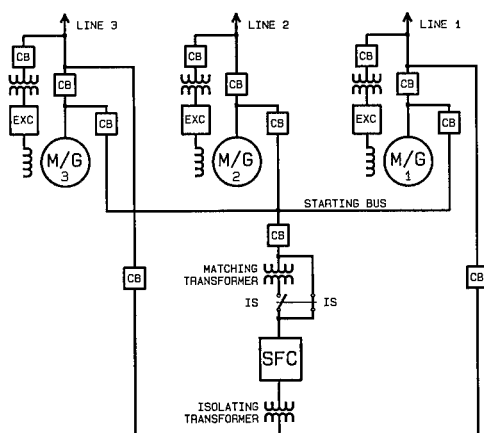 LINE 3
LINE 2
LINE 1
CB
CB
CB
CB
CB
CB
EXC
CB
EXC
CB
EXC
CB
M/G
3
M/G
2
M/G
1
STARTING BUS
CB
MATCHING
TRANSFORMER
CB
CB
IS
IS
SFC
ISOLATING
TRANSFORMER